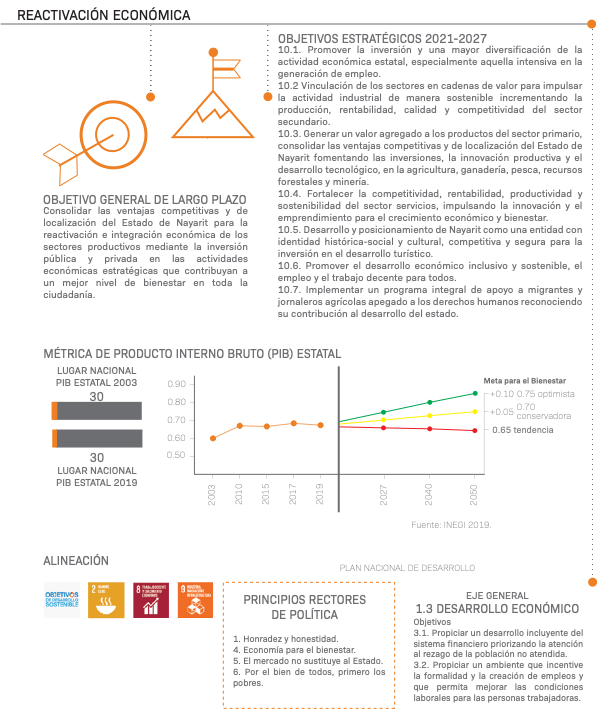 REACTIVACIÓN ECONÓMICA
OBJETIVO GENERAL DE LARGO PLAZO
Consolidar las ventajas competitivas y de
localización del Estado de Nayarit para la
reactivación e integración económica de los
sectores productivos mediante la inversión
pública y privada en las actividades
económicas estratégicas que contribuyan a
un mejor nivel de bienestar en toda la
ciudadanía.
OBJETIVOS ESTRATÉGICOS 2021-2027
10.1. Promover la inversión y una mayor diversificación de la
actividad económica estatal, especialmente aquella intensiva en la
generación de empleo.
10.2 Vinculación de los sectores en cadenas de valor para impulsar
la actividad industrial de manera sostenible incrementando la
producción, rentabilidad, calidad y competitividad del sector
secundario.
10.3. Generar un valor agregado a los productos del sector primario,
consolidar las ventajas competitivas y de localización del Estado de
Nayarit fomentando las inversiones, la innovación productiva y el
desarrollo tecnológico, en la agricultura, ganadería, pesca, recursos
forestales y minería.
10.4. Fortalecer la competitividad, rentabilidad, productividad y
sostenibilidad del sector servicios, impulsando la innovación y el
emprendimiento para el crecimiento económico y bienestar.
10.5. Desarrollo y posicionamiento de Nayarit como una entidad con
identidad histórica-social y cultural, competitiva y segura para la
inversión en el desarrollo turístico.
10.6. Promover el desarrollo económico inclusivo y sostenible, el
empleo y el trabajo decente para todos.
10.7. Implementar un programa integral de apoyo a migrantes y
jornaleros agrícolas apegado a los derechos humanos reconociendo
su contribución al desarrollo del estado.
MÉTRICA DE PRODUCTO INTERNO BRUTO (PIB) ESTATAL
LUGAR NACIONAL
PIB ESTATAL 2003
30
30
LUGAR NACIONAL
PIB ESTATAL 2019
0.90
0.80
0.70
0.60
0.50
2003
2010
2015
2017
2019
2027
2040
2050
Meta para el Bienestar
+0.10 0.75 optimista
+0.05 0.70
conservadora
0.65 tendencia
Fuente: INEGI 2019.
ALINEACIÓN
OBJETIVOS
DE DESARROLLO
SOSTENIBLE
2 HAMBRE
CERO
8 TRABAJO DECENTE
Y CRECIMIENTO
ECONÓMICO
9 INDUSTRIA,
INNOVACIÓN E
INFRAESTRUCTURA
PLAN NACIONAL DE DESARROLLO
PRINCIPIOS RECTORES
DE POLÍTICA
1. Honradez y honestidad.
4. Economía para el bienestar.
5. El mercado no sustituye al Estado.
6. Por el bien de todos, primero los
pobres.
EJE GENERAL
1.3 DESARROLLO ECONÓMICO
Objetivos
3.1. Propiciar un desarrollo incluyente del
sistema financiero priorizando la atención
al rezago de la población no atendida.
3.2. Propiciar un ambiente que incentive
la formalidad y la creación de empleos y
que permita mejorar las condiciones
laborales para las personas trabajadoras.